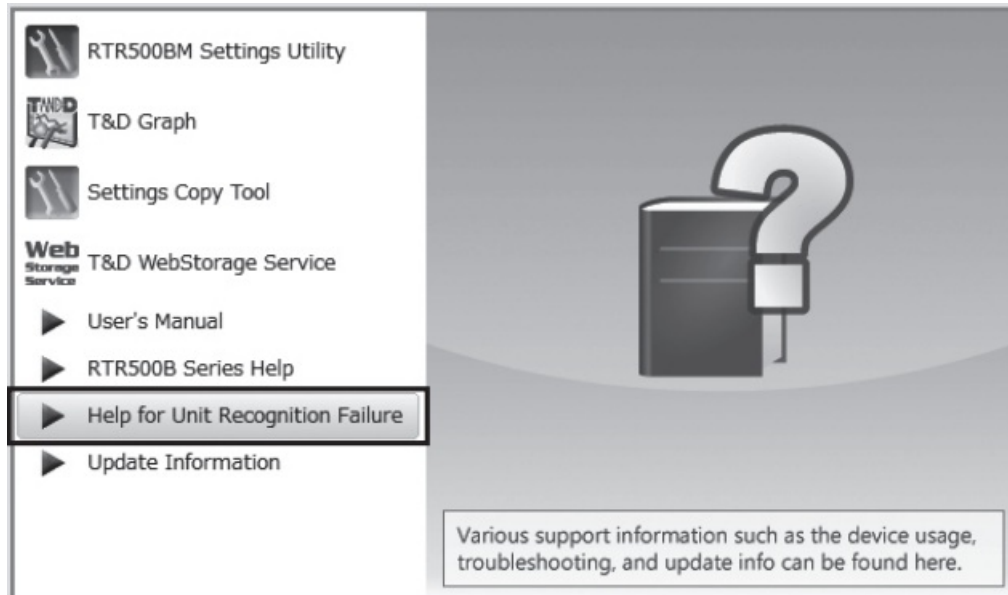 RTR500BM Settings Utility
TANDD
T&D Graph
Settings Copy Tool
Web
Storage
Service
T&D WebStorage Service
User's Manual
RTR500B Series Help
Help for Unit Recognition Failure
Update Information
Various support information such as the device usage,
troubleshooting, and update info can be found here.